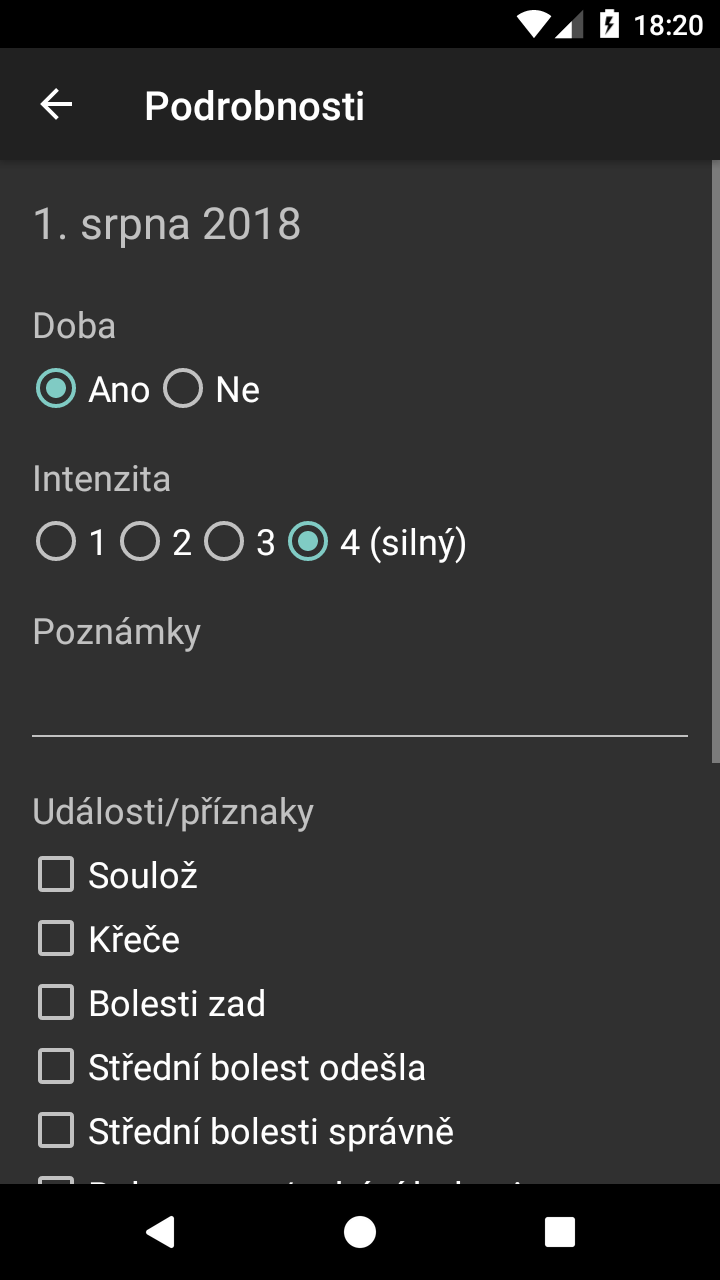 18:20
Podrobnosti
1. srpna 2018
Doba
Ano Ne
Intenzita
1 2 3 4 (silný)
Poznámky
Události/příznaky
Soulož
Křeče
Bolesti zad
Střední bolest odešla
Střední bolesti správně